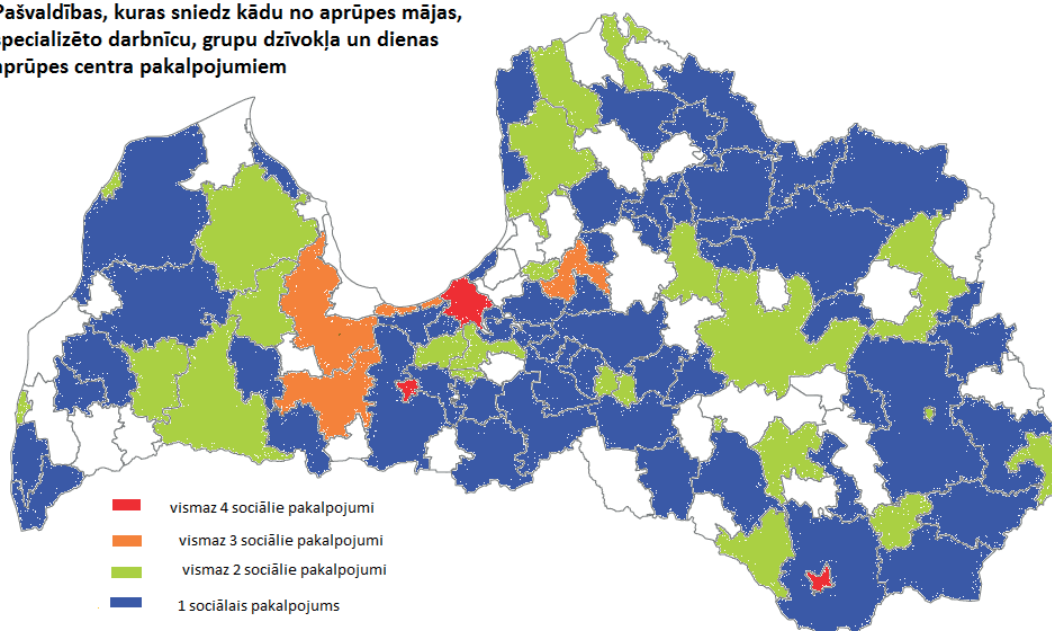 Pašvaldības, kuras sniedz kādu no aprūpes mājas,
specializēto darbnīcu, grupu dzīvokļa un dienas
aprūpes centra pakalpojumiem
vismaz 4 sociālie pakalpojumi
vismaz 3 sociālie pakalpojumi
vismaz 2 sociālie pakalpojumi
1 sociālais pakalpojums